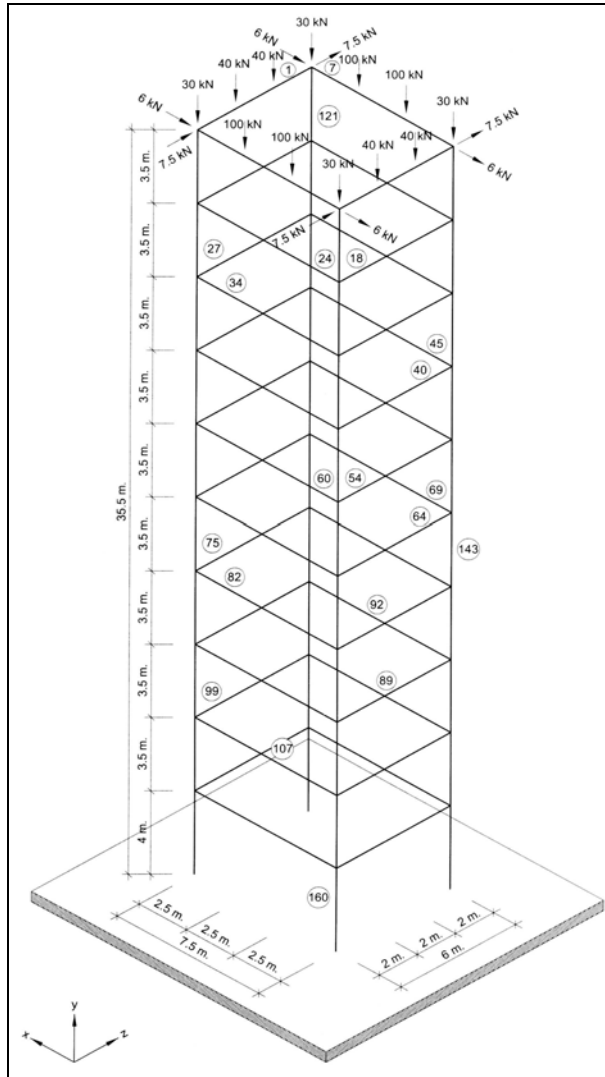 30 kN
6 kN
7.5 kN
40 kN
1
7
100 kN
40 kN
100 kN
30 kN
30 kN
6 kN
121
100 kN
40 kN
7.5 kN
7.5 kN
100 kN
40 kN
6 kN
30 kN
7.5 kN
6 kN
3.5 m.
3.5 m.
27
24
18
34
3.5 m.
45
3.5 m.
40
3.5 m.
35.5 m.
60
54
69
3.5 m.
64
75
143
3.5 m.
82
92
3.5 m.
89
99
3.5 m.
107
4 m.
160
2.5 m.
2.5 m.
2.5 m.
7.5 m.
2 m.
2 m.
2 m.
6 m.
y
x
z